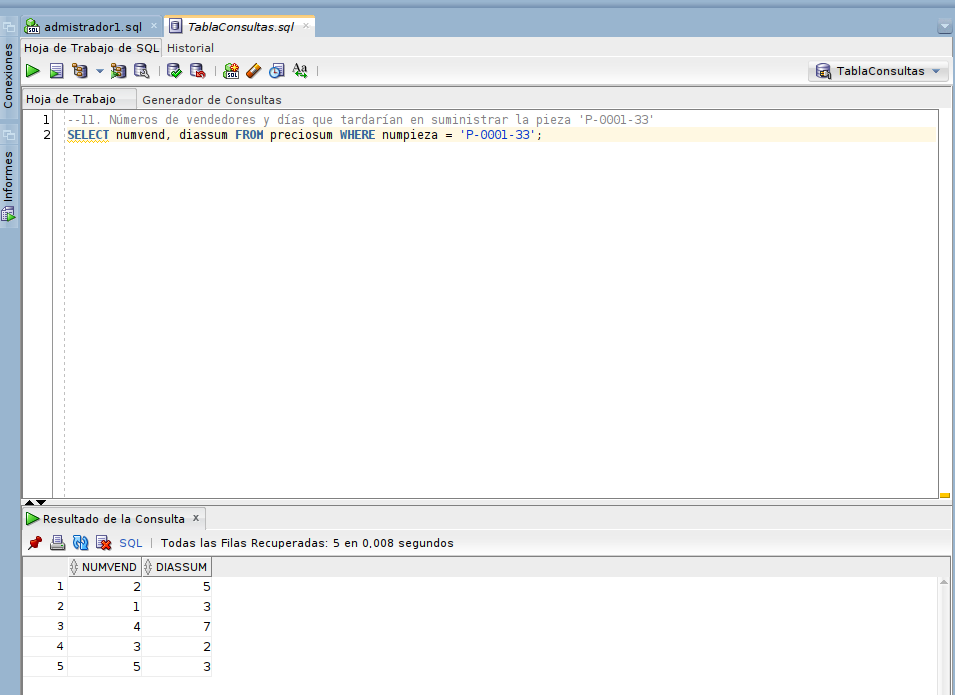 admistrador1.sql TablaConsultas.sql
Hoja de Trabajo de SQL Historial
Conexiones
Informes
TablaConsultas
Hoja de Trabajo Generador de Consultas
1 --11. Números de vendedores y días que tardarían en suministrar la pieza 'P-0001-33'
2 SELECT numvend, diassum FROM preciosum WHERE numpieza = 'P-0001-33';
Resultado de la Consulta x
SQL | Todas las Filas Recuperadas: 5 en 0,008 segundos
NUMVEND DIASSUM
1 2 5
2 1 3
3 4 7
4 3 2
5 5 3